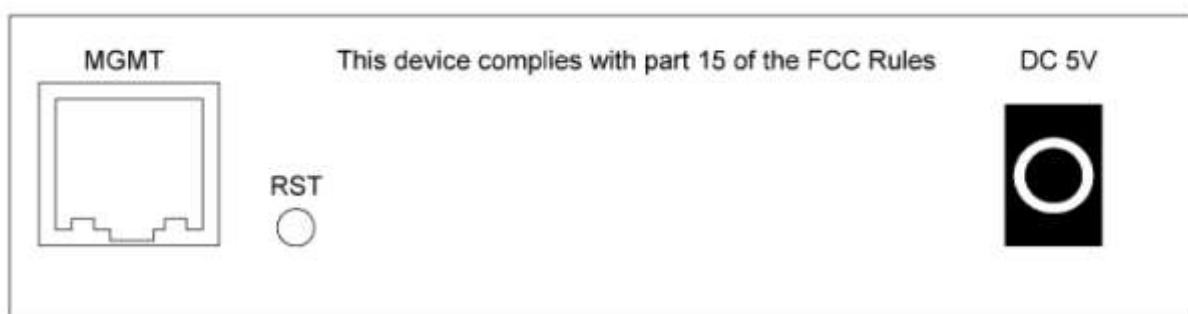 MGMT
This device complies with part 15 of the FCC Rules
DC 5V
RST